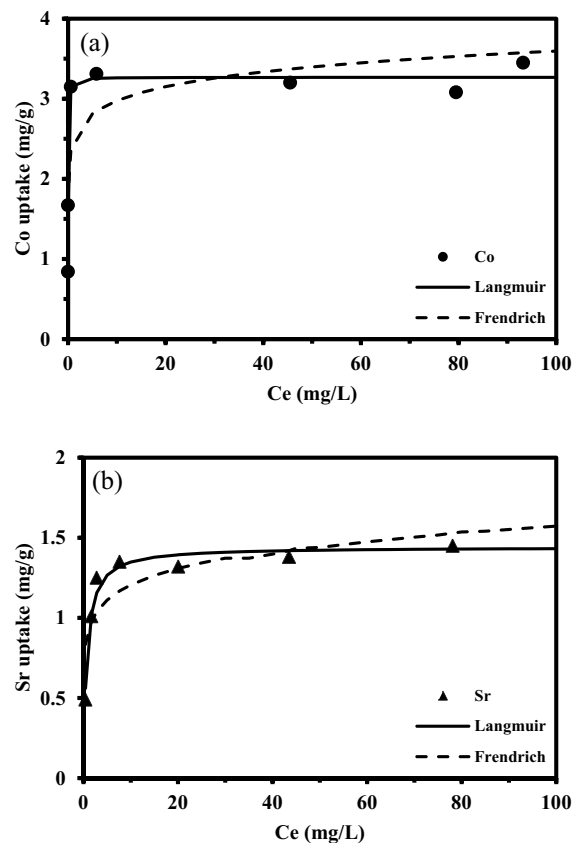 (a)
Co uptake (mg/g)
4
3
2
1
0
Co
Langmuir
Frendrich
0 20 40 60 80 100
Ce (mg/L)
(b)
Sr uptake (mg/g)
2
1.5
1
0.5
0
Sr
Langmuir
Frendrich
0 20 40 60 80 100
Ce (mg/L)